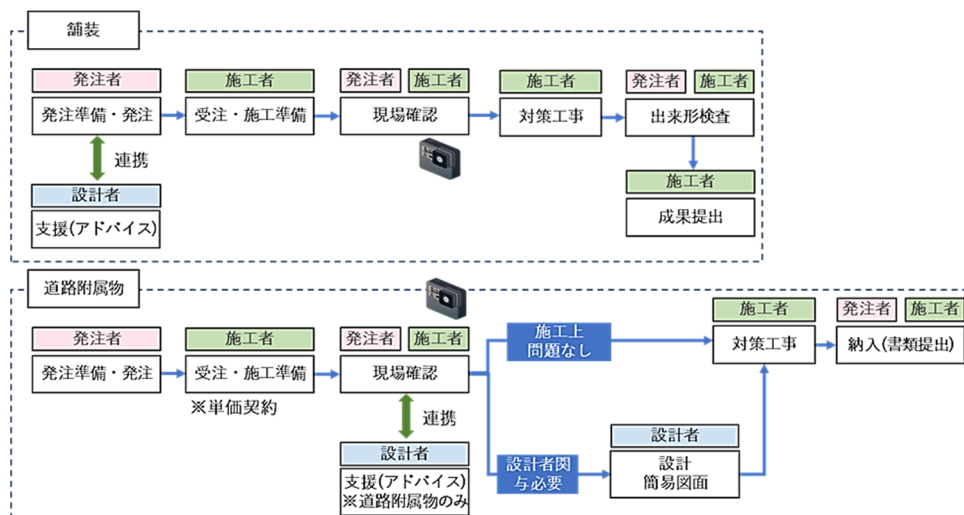 舗装
発注者
施工者
発注者
施工者
施工者
発注者
施工者
発注準備・発注
受注・施工準備
現場確認
対策工事
出来形検査
連携
設計者
支援(アドバイス)
施工者
成果提出
道路附属物
発注者
施工者
発注者
施工者
施工上
問題なし
施工者
発注者
施工者
発注準備・発注
受注・施工準備
現場確認
対策工事
納入(書類提出)
※単価契約
連携
設計者
支援(アドバイス)
※道路附属物のみ
設計者関
与必要
設計者
設計
簡易図面